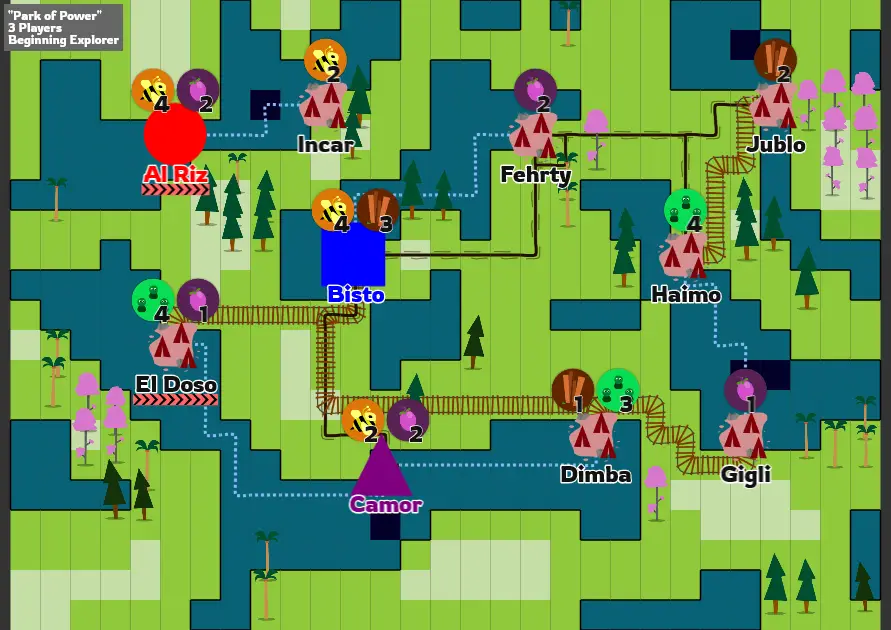 "Park of Power"
3 Players
Beginning Explorer
2
4
2
2
2
Incar
Jublo
Al Riz
Fehrty
4
3
4
Bisto
Haimo
4
1
El Doso
2
2
1
3
1
Dimba
Gigli
Camor